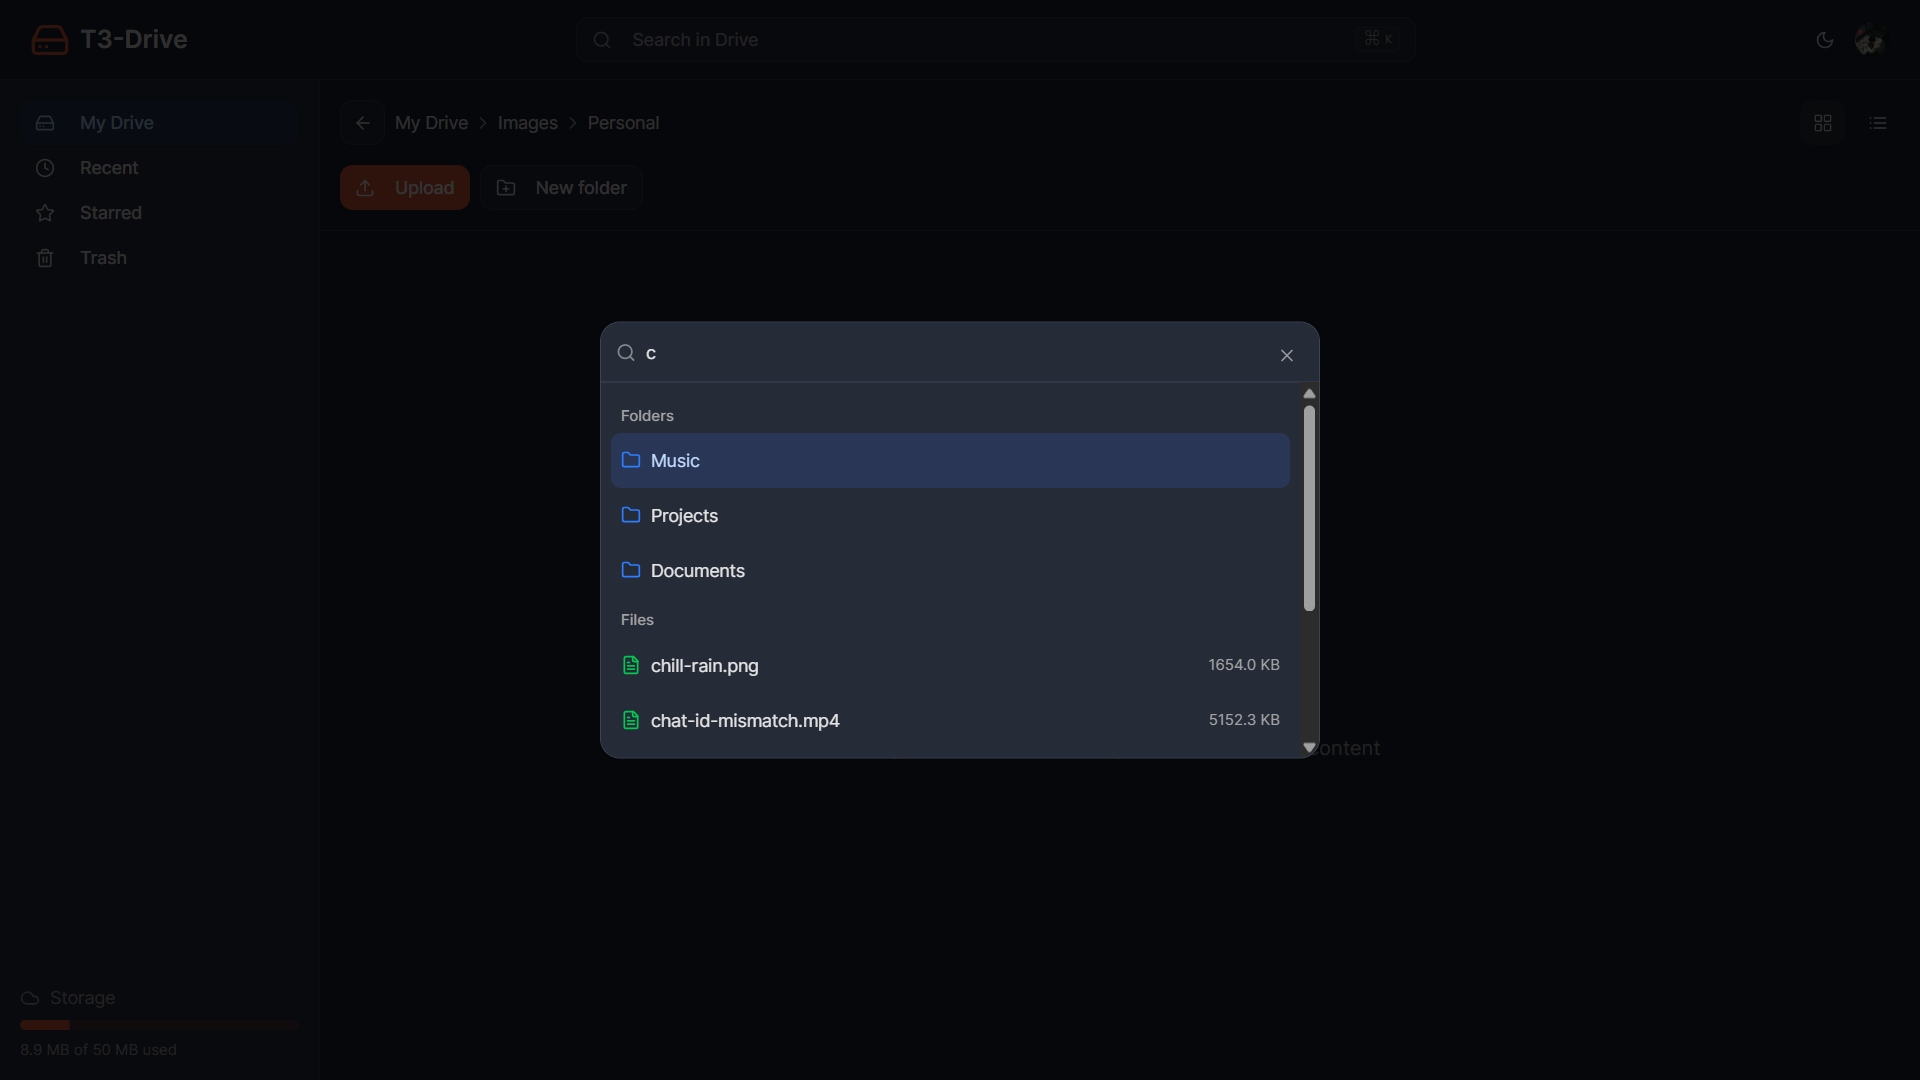 T3-Drive
Search in Drive
⌘ K
My Drive
Recent
Starred
Trash
My Drive > Images > Personal
Upload
New folder
c
Folders
Music
Projects
Documents
Files
chill-rain.png 1654.0 KB
chat-id-mismatch.mp4 5152.3 KB
Storage
8.9 MB of 50 MB used